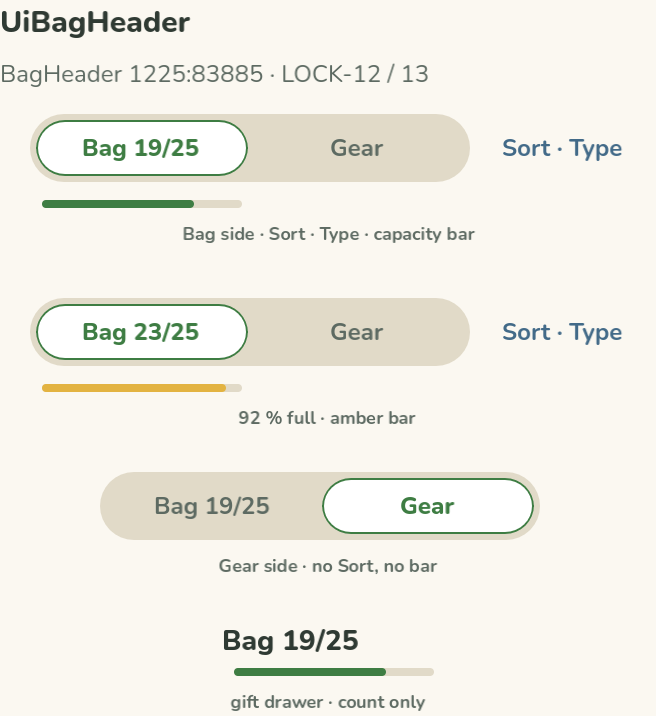 UiBagHeader
BagHeader 1225:83885 · LOCK-12 / 13
Bag 19/25 Gear Sort · Type
Bag side · Sort · Type · capacity bar
Bag 23/25 Gear Sort · Type
92 % full · amber bar
Bag 19/25 Gear
Gear side · no Sort, no bar
Bag 19/25
gift drawer · count only